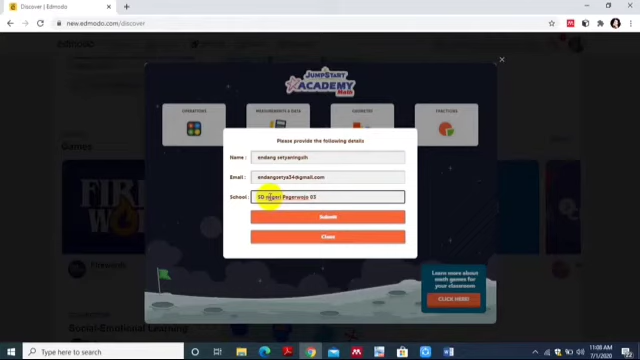 Discover | Edmodo
new.edmodo.com/discover
edmodo
JUMPSTART
ACADEMY
Math
OPERATIONS
MEASUREMENTS & DATA
GEOMETRY
FRACTIONS
Games
Please provide the following details
Name :
endang setyaningsih
Email :
endangsetya34@gmail.com
School :
SD negeri Pagerwojo 03
Submit
Close
Learn more about
math games for
your classroom
CLICK HERE!
Social-Emotional Learning
Type here to search
11:08 AM
7/1/2020